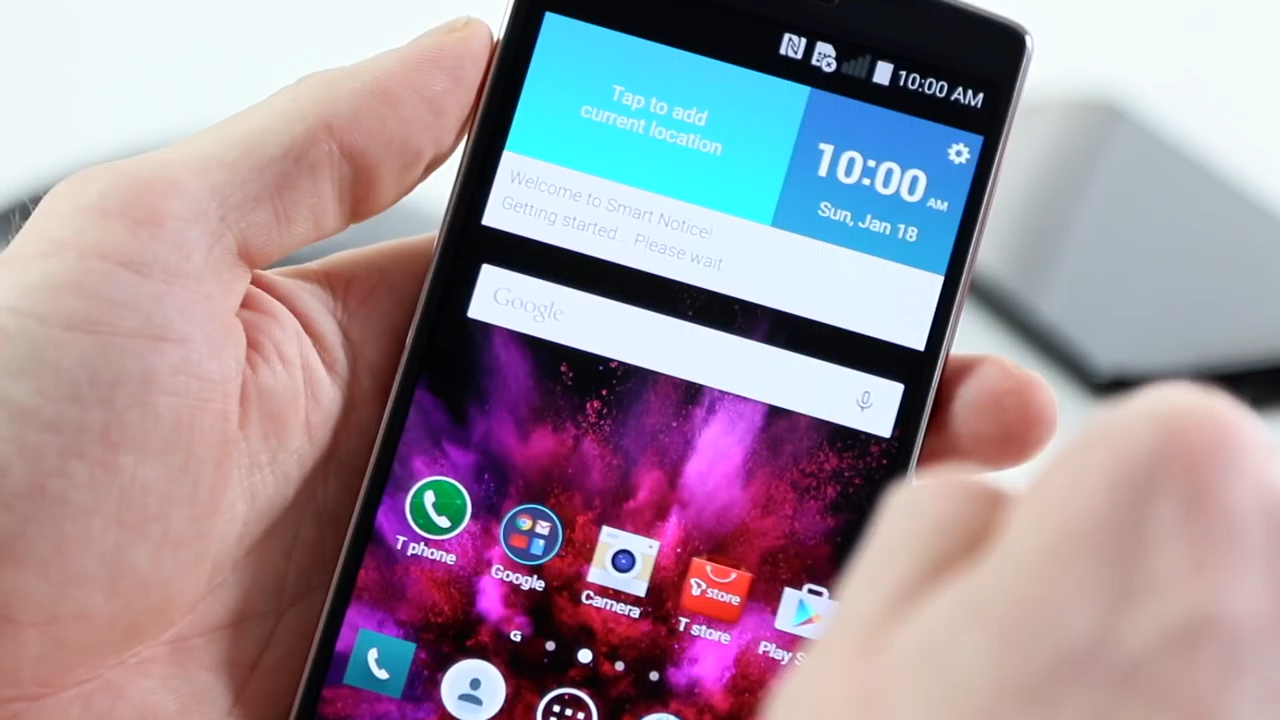 10:00 AM
Tap to add
current location
10:00 AM
Sun, Jan 18
Welcome to Smart Notice!
Getting started... Please wait.
Google
T phone
Google
Camera
T store
T store
Play S
G